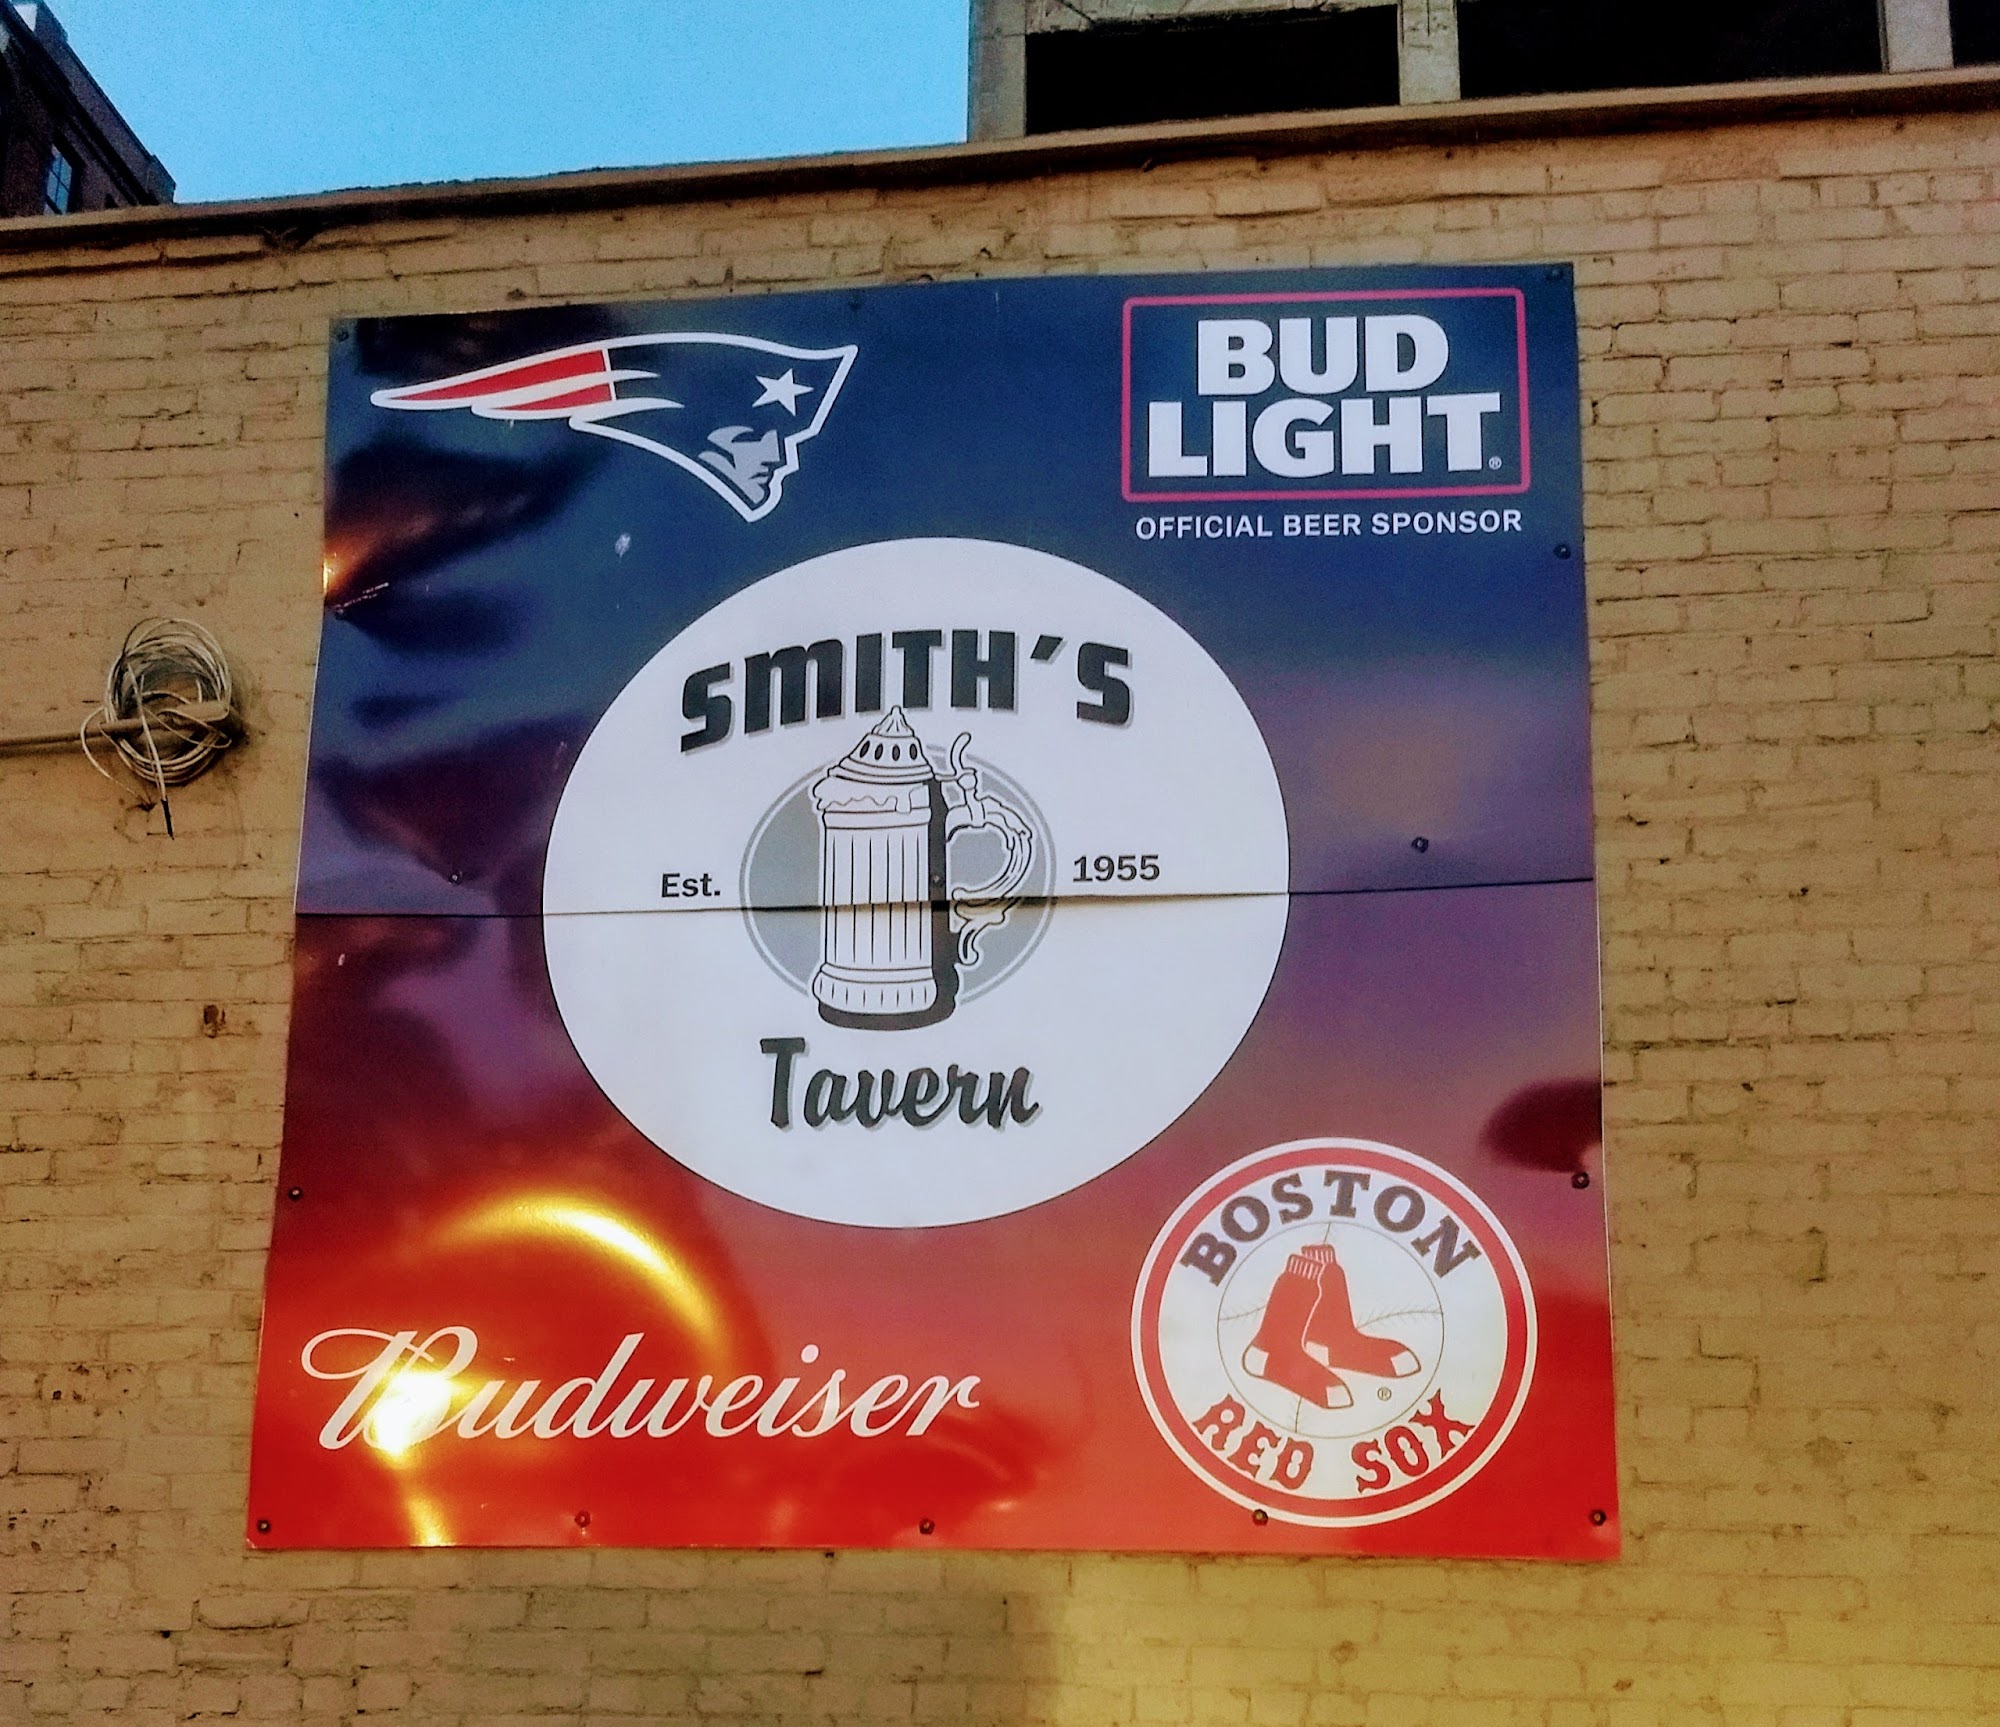 BUD
LIGHT®
OFFICIAL BEER SPONSOR
SMITH'S
Est. 1955
Tavern
Budweiser
BOSTON
RED SOX
®